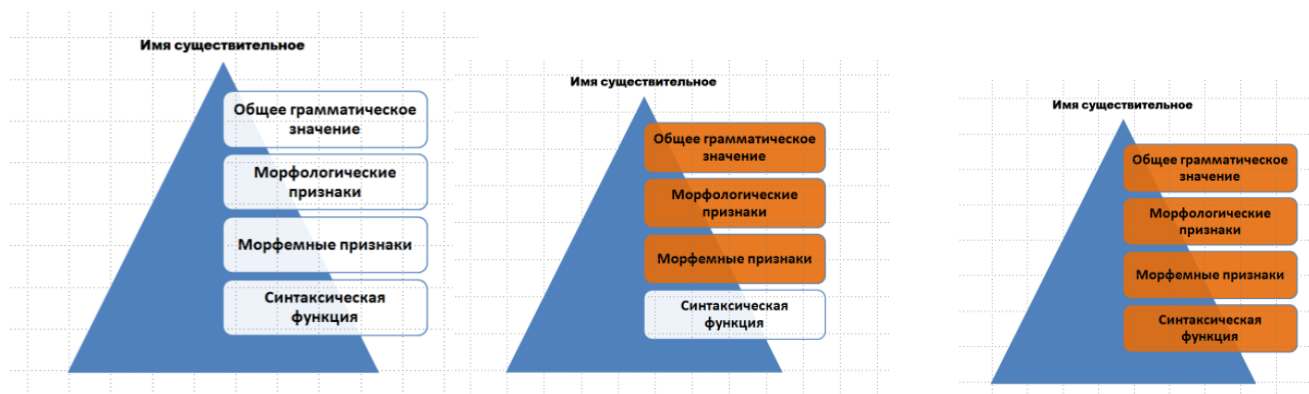 Имя существительное
Общее грамматическое
значение
Морфологические
признаки
Морфемные признаки
Синтаксическая
функция
Имя существительное
Общее грамматическое
значение
Морфологические
признаки
Морфемные признаки
Синтаксическая
функция
Имя существительное
Общее грамматическое
значение
Морфологические
признаки
Морфемные признаки
Синтаксическая
функция